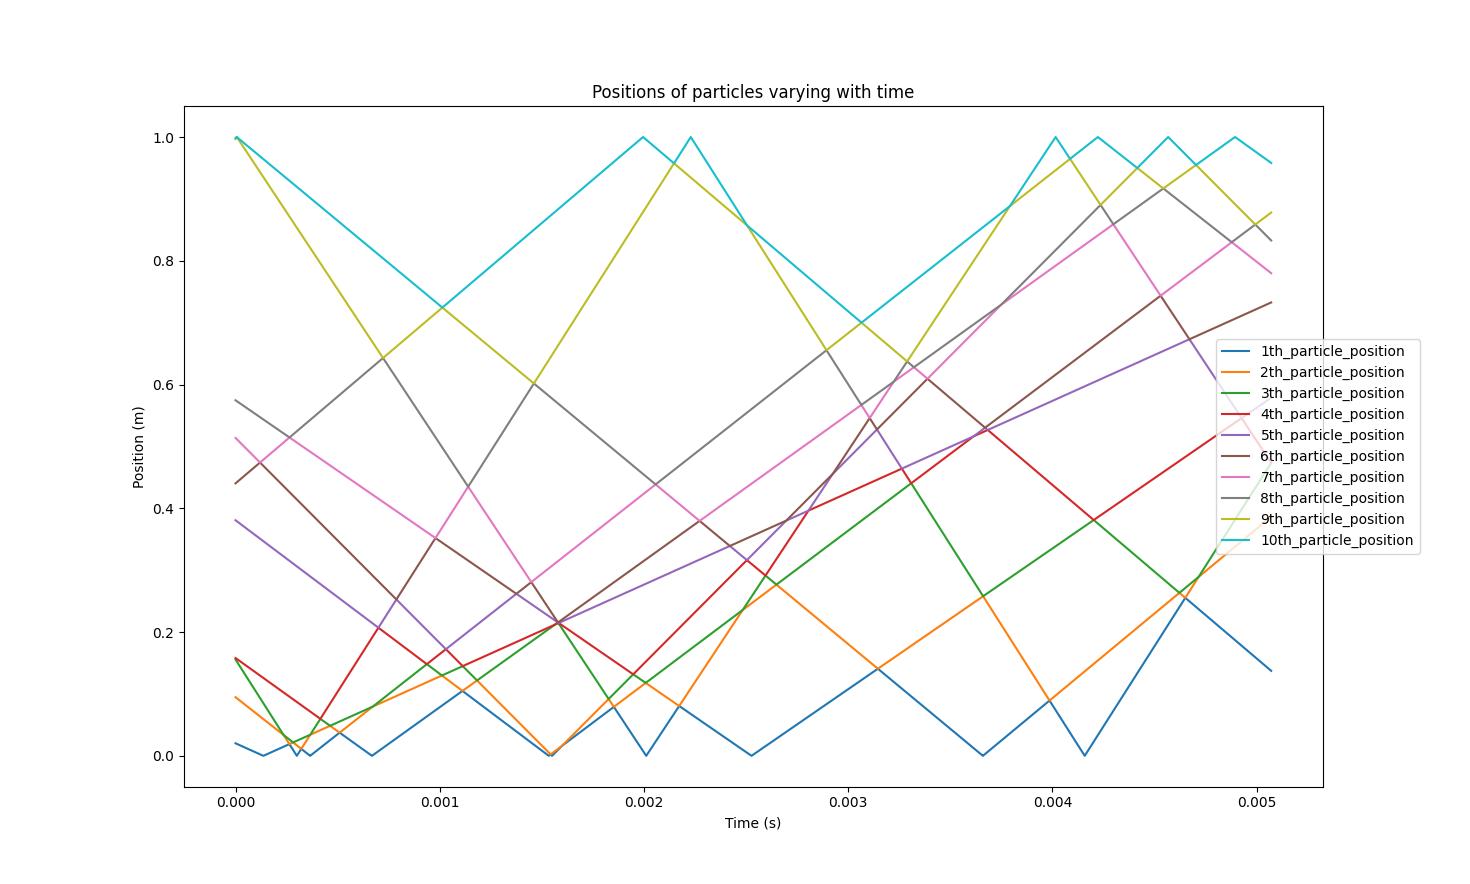 Positions of particles varying with time
1.0
0.8
0.6
0.4
0.2
0.0
Position (m)
0.000 0.001 0.002 0.003 0.004 0.005
Time (s)
1th_particle_position
2th_particle_position
3th_particle_position
4th_particle_position
5th_particle_position
6th_particle_position
7th_particle_position
8th_particle_position
9th_particle_position
10th_particle_position